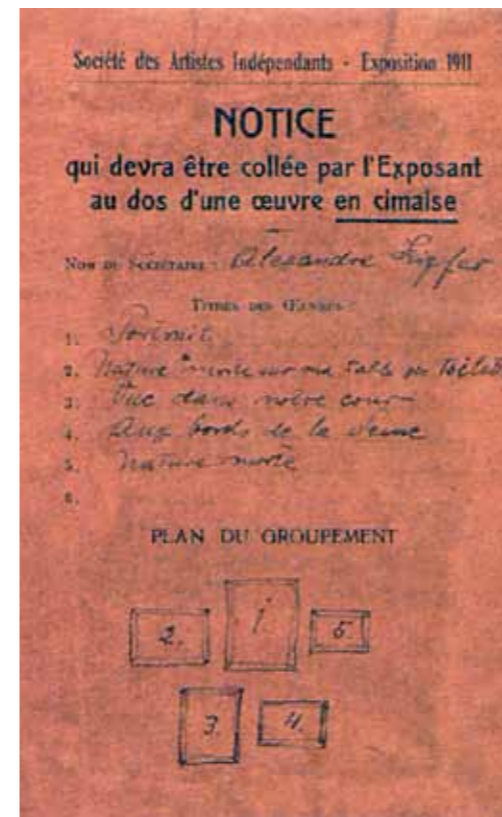 Société des Artistes Indépendants - Exposition 1911
NOTICE
qui devra être collée par l'Exposant
au dos d'une œuvre en cimaise
NOM DU SOCIÉTAIRE : Alexandre
TITRES DES ŒUVRES :
1. Portrait
2. Nature morte sur ma table de toilette
3. Vue dans notre cour
4. Aux bords de la Seine
5. Nature morte
6.
PLAN DU GROUPEMENT
2. 1 5.
3. 4.